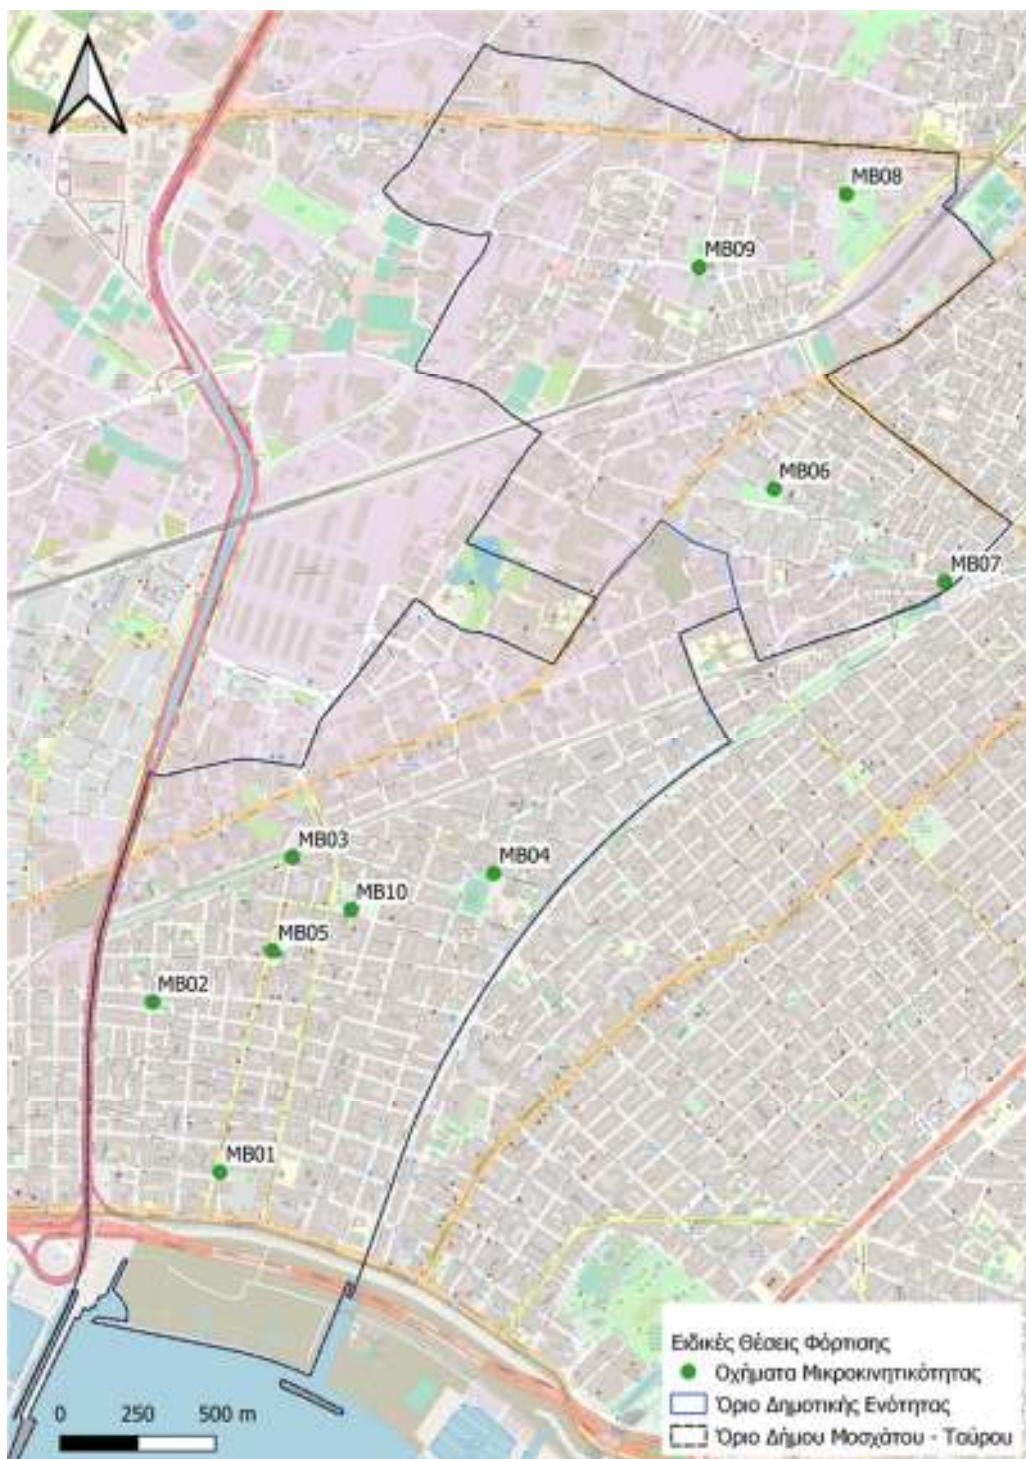 MB08
MB09
MB06
MB07
MB03
MB04
MB10
MB05
MB02
MB01
Ειδικές Θέσεις Φόρτισης
Οχήματα Μικροκινητικότητας
Όριο Δημοτικής Ενότητας
Όριο Δήμου Μοσχάτου - Ταύρου
0 250 500 m